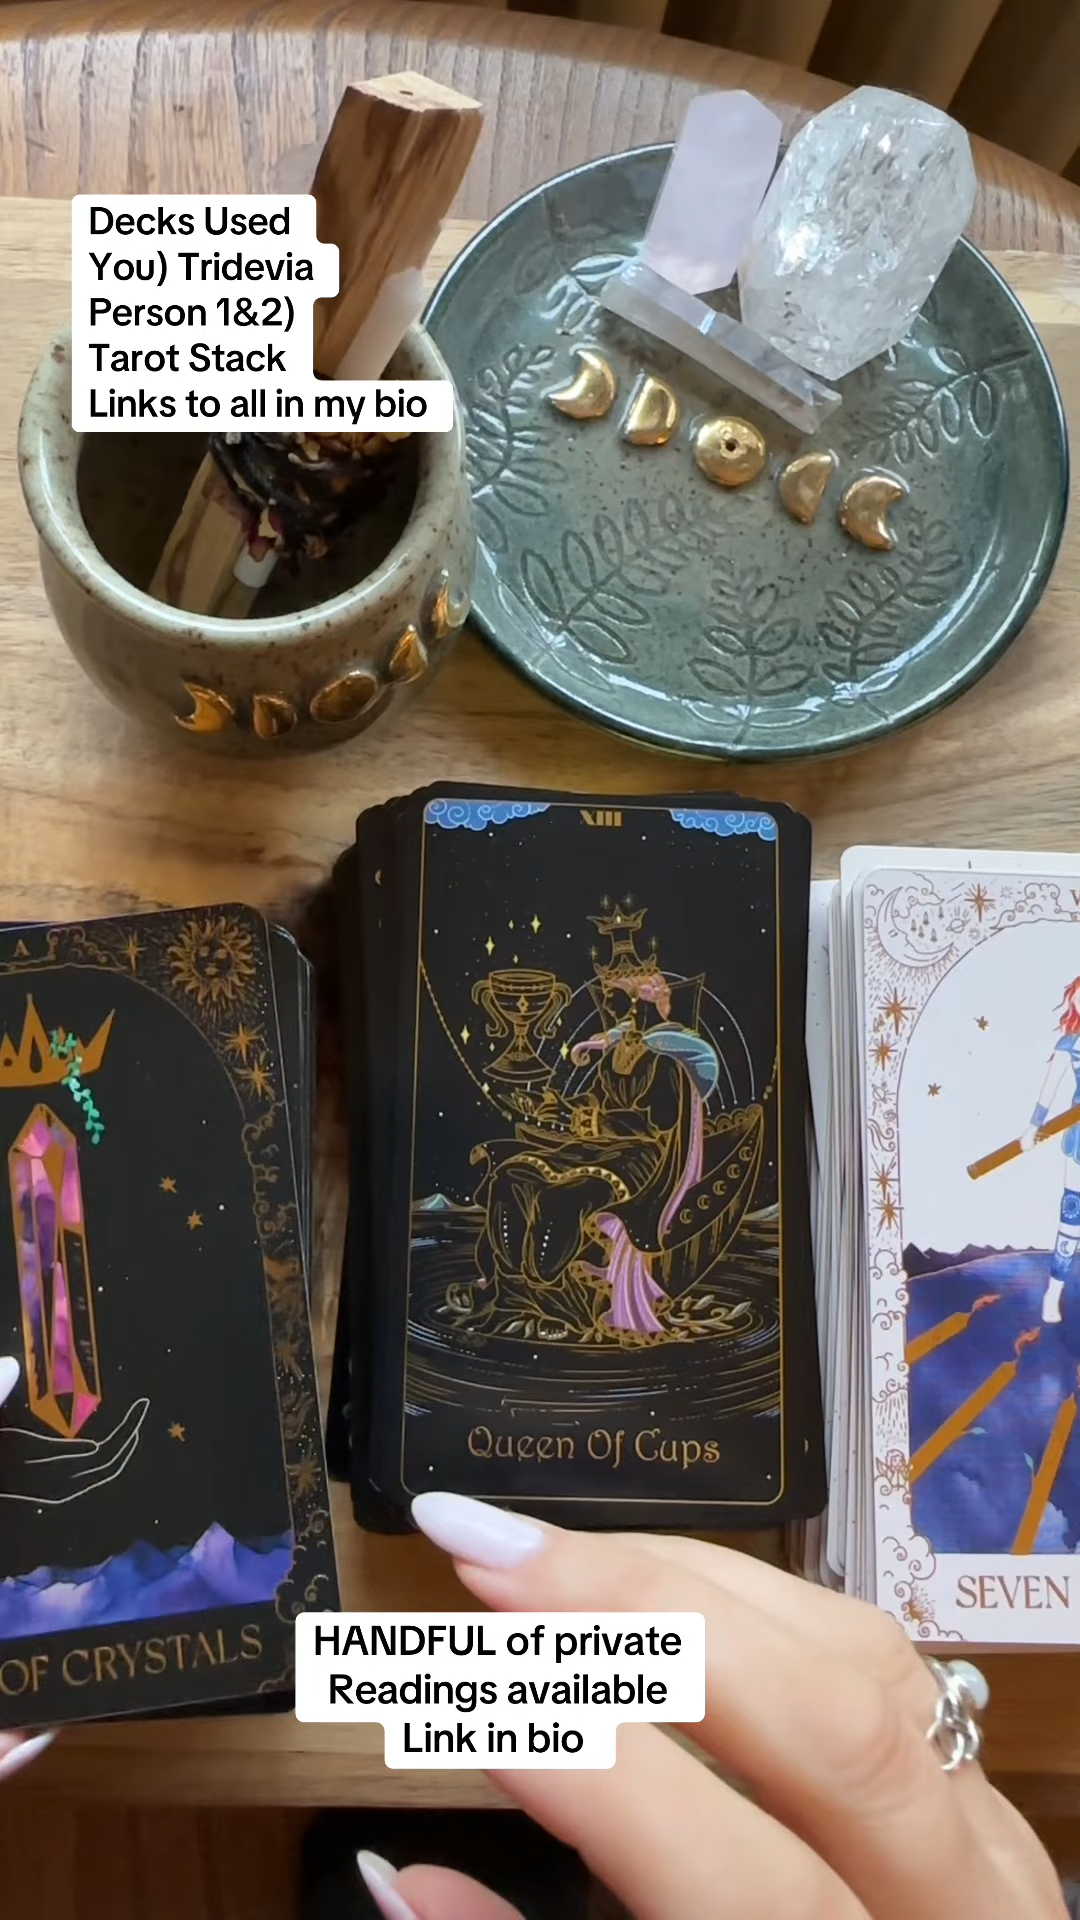 Decks Used
You) Tridevia
Person 1&2)
Tarot Stack
Links to all in my bio
XIII
A
Queen Of Cups
OF CRYSTALS
SEVEN
HANDFUL of private
Readings available
Link in bio